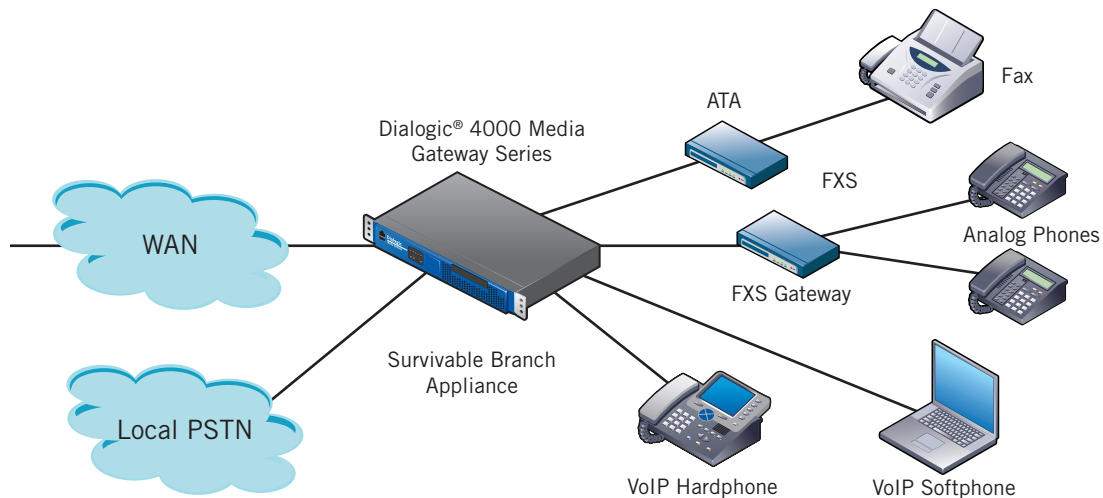 Fax
ATA
Dialogic® 4000 Media
Gateway Series
FXS
WAN
Analog Phones
FXS Gateway
Survivable Branch
Appliance
Local PSTN
VoIP Hardphone
VoIP Softphone